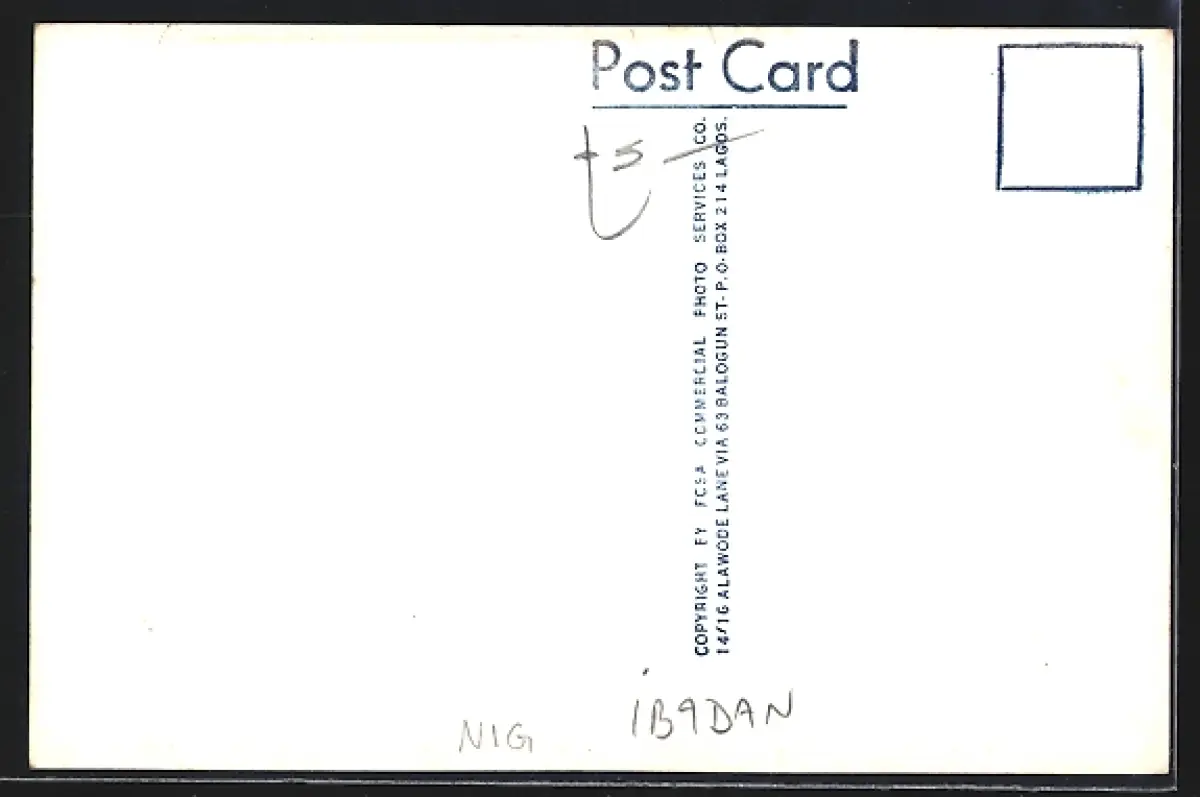 Post Card
COPYRIGHT BY FCSA COMMERCIAL PHOTO SERVICES CO.
14/16 ALAWODE LANE VIA 63 BALOGUN ST- P.O. BOX 214 LAGOS.
NIG
IBADAN